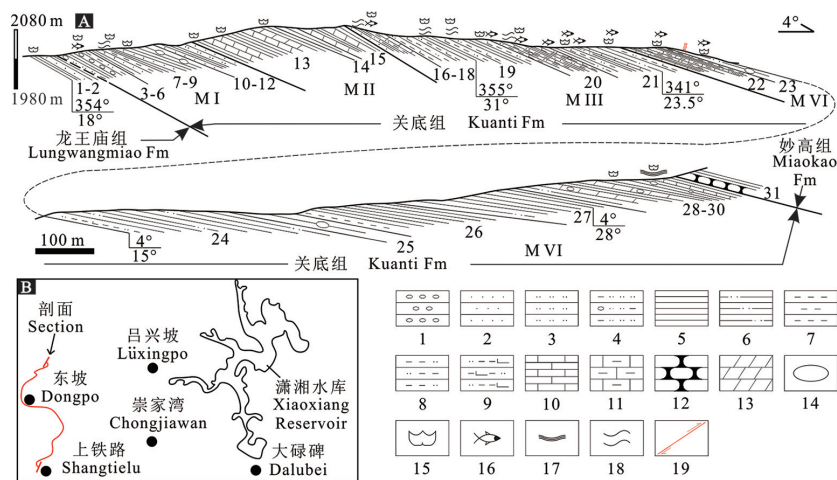 2080 m
A
4°
1980 m
1-2
354°
18°
3-6
7-9
M I
10-12
13
M II
14
15
16-18
355°
31°
19
M III
20
21
341°
23.5°
22
23
M VI
龙王庙组
Lungwangmiao Fm
关底组 Kuanti Fm
妙高组
Miaokao
Fm
100 m
4°
15°
24
25
26
27
4°
28°
M VI
28-30
31
关底组 Kuanti Fm
B
剖面
Section
吕兴坡
Lüxingpo
东坡
Dongpo
崇家湾
Chongjiawan
潇湘水库
Xiaoxiang
Reservoir
上铁路
Shangtielu
大碌碑
Dalubei
1 2 3 4 5 6 7
8 9 10 11 12 13 14
15 16 17 18 19